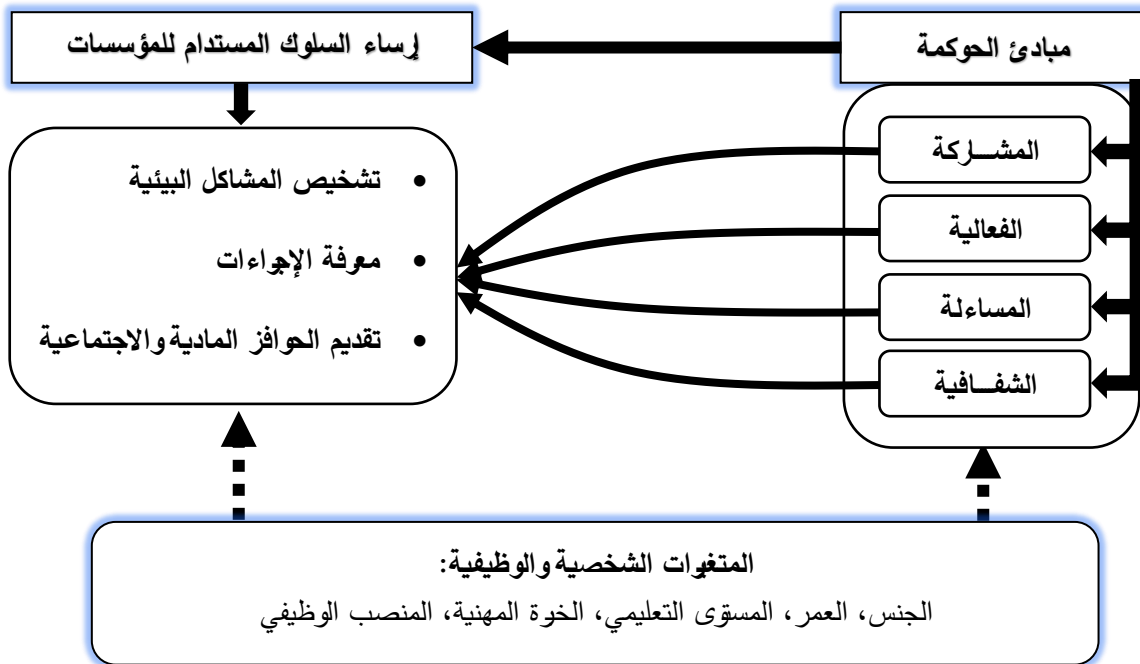 مبادئ الحوكمة
إرساء السلوك المستدام للمؤسسات
المشـــاركة
الفعالية
المساءلة
الشفـــافية
• تشخيص المشاكل البيئية
• معرفة الإجراءات
• تقديم الحوافز المادية والاجتماعية
المتغيرات الشخصية والوظيفية:
الجنس، العمر، المستوى التعليمي، الخبرة المهنية، المنصب الوظيفي